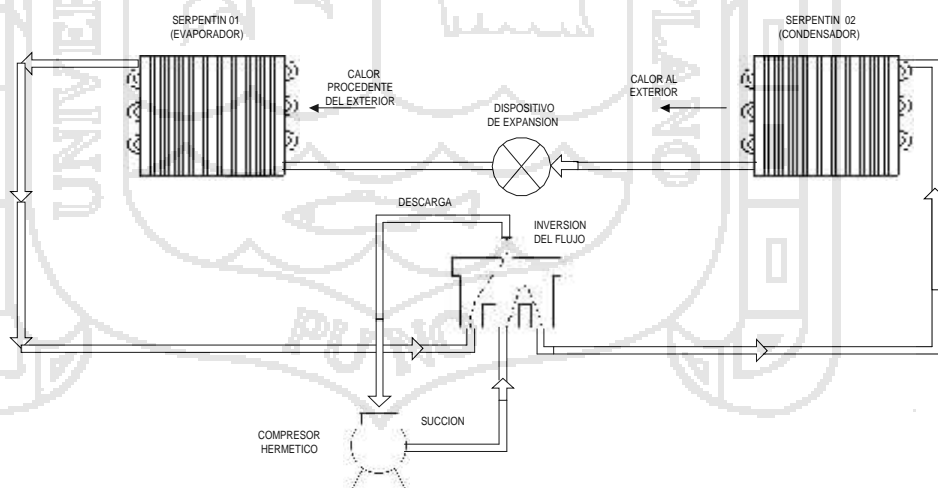 SERPENTIN 01
(EVAPORADOR)
SERPENTIN 02
(CONDENSADOR)
CALOR
PROCEDENTE
DEL EXTERIOR
CALOR AL
EXTERIOR
DISPOSITIVO
DE EXPANSION
DESCARGA
INVERSION
DEL FLUJO
SUCCION
COMPRESOR
HERMETICO